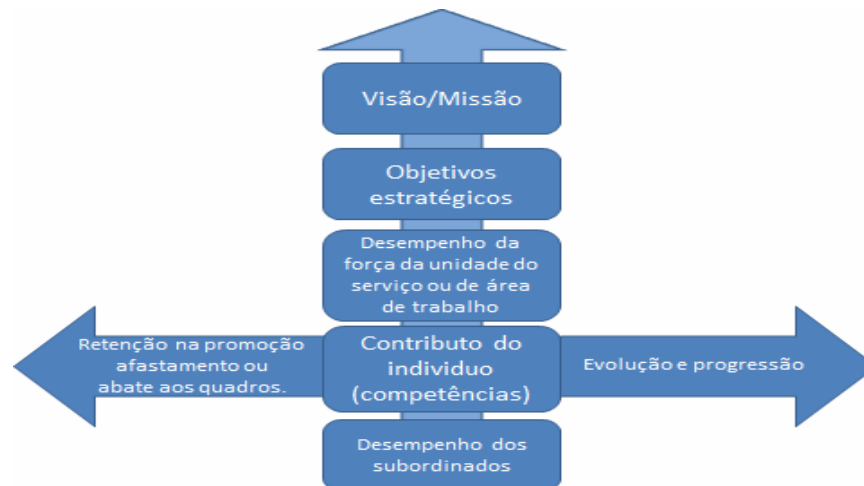 Visão/Missão
Objetivos
estratégicos
Desempenho da
força da unidade do
serviço ou de área
de trabalho
Retenção na promoção
afastamento ou
abate aos quadros.
Contributo do
individuo
(competências)
Evolução e progressão
Desempenho dos
subordinados